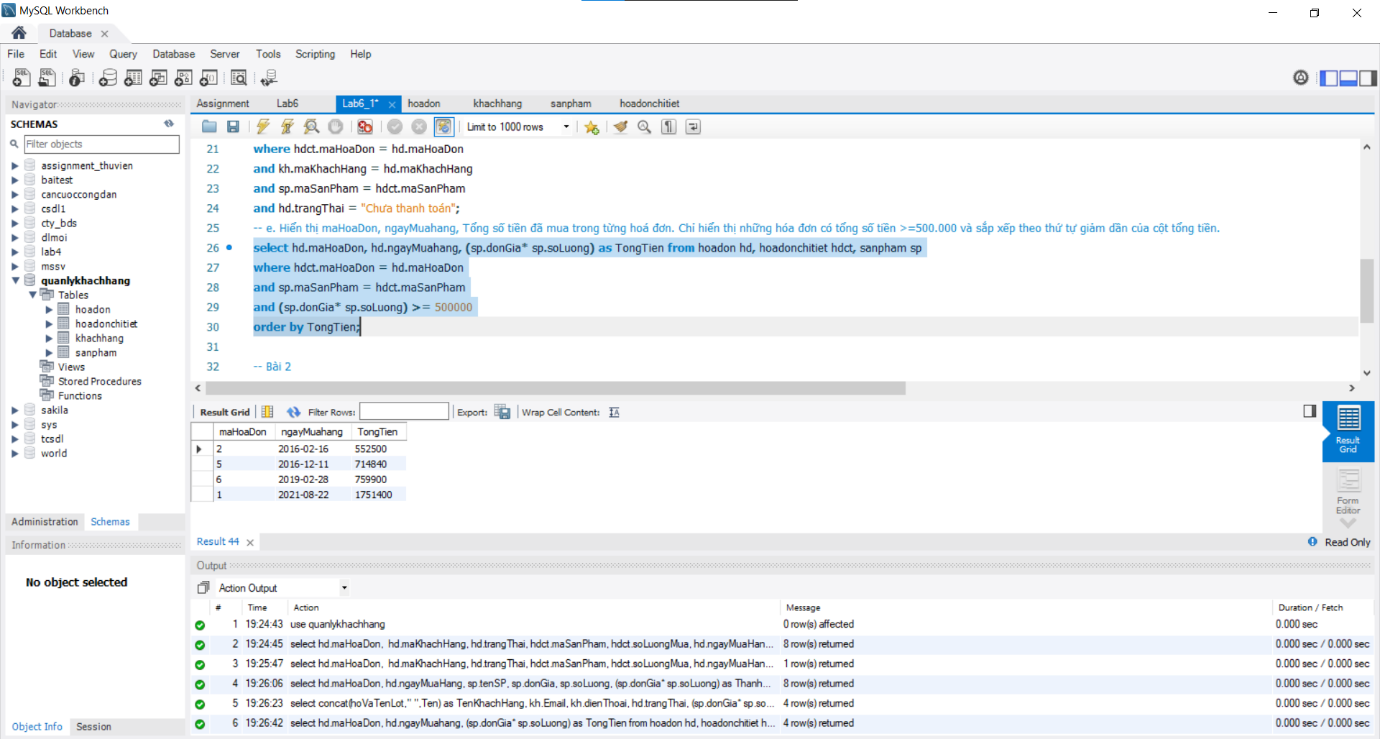 MySQL Workbench
Database
File Edit View Query Database Server Tools Scripting Help
Navigator
SCHEMAS
Filter objects
assignment_thuvien
baitest
cancuoccongdan
csdl1
cty_bds
dlmoi
lab4
mssv
quanlykhachhang
Tables
hoadon
hoadonchitiet
khachhang
sanpham
Views
Stored Procedures
Functions
sakila
sys
tcsdl
world
Administration Schemas
Information
No object selected
Object Info Session
Assignment Lab6 Lab6_1* hoadon khachhang sanpham hoadonchitiet
Limit to 1000 rows
21 where hdct.maHoaDon = hd.maHoaDon
22 and kh.maKhachHang = hd.maKhachHang
23 and sp.maSanPham = hdct.maSanPham
24 and hd.trangThai = "Chưa thanh toán";
25 -- e. Hiển thị maHoaDon, ngayMuahang, Tổng số tiền đã mua trong từng hoá đơn. Chỉ hiển thị những hóa đơn có tổng số tiền >=500.000 và sắp xếp theo thứ tự giảm dần của cột tổng tiền.
26 select hd.maHoaDon, hd.ngayMuahang, (sp.donGia* sp.soLuong) as TongTien from hoadon hd, hoadonchitiet hdct, sanpham sp
27 where hdct.maHoaDon = hd.maHoaDon
28 and sp.maSanPham = hdct.maSanPham
29 and (sp.donGia* sp.soLuong) >= 500000
30 order by TongTien;
31
32 -- Bài 2
Result Grid Filter Rows: Export: Wrap Cell Content:
maHoaDon ngayMuahang TongTien
2 2016-02-16 552500
5 2016-12-11 714840
6 2019-02-28 759900
1 2021-08-22 1751400
Result
Grid
Form
Editor
Result 44 Read Only
Output
Action Output
# Time Action Message Duration / Fetch
1 19:24:43 use quanlykhachhang 0 row(s) affected 0.000 sec
2 19:24:45 select hd.maHoaDon, hd.maKhachHang, hd.trangThai, hdct.maSanPham, hdct.soLuongMua, hd.ngayMuaHan... 8 row(s) returned 0.000 sec / 0.000 sec
3 19:25:47 select hd.maHoaDon, hd.maKhachHang, hd.trangThai, hdct.maSanPham, hdct.soLuongMua, hd.ngayMuaHan... 1 row(s) returned 0.000 sec / 0.000 sec
4 19:26:06 select hd.maHoaDon, hd.ngayMuaHang, sp.tenSP, sp.donGia, sp.soLuong, (sp.donGia* sp.soLuong) as Thanh... 8 row(s) returned 0.000 sec / 0.000 sec
5 19:26:23 select concat(hoVaTenLot," ",Ten) as TenKhachHang, kh.Email, kh.dienThoai, hd.trangThai, (sp.donGia* sp.so... 4 row(s) returned 0.000 sec / 0.000 sec
6 19:26:42 select hd.maHoaDon, hd.ngayMuahang, (sp.donGia* sp.soLuong) as TongTien from hoadon hd, hoadonchitiet h... 4 row(s) returned 0.000 sec / 0.000 sec